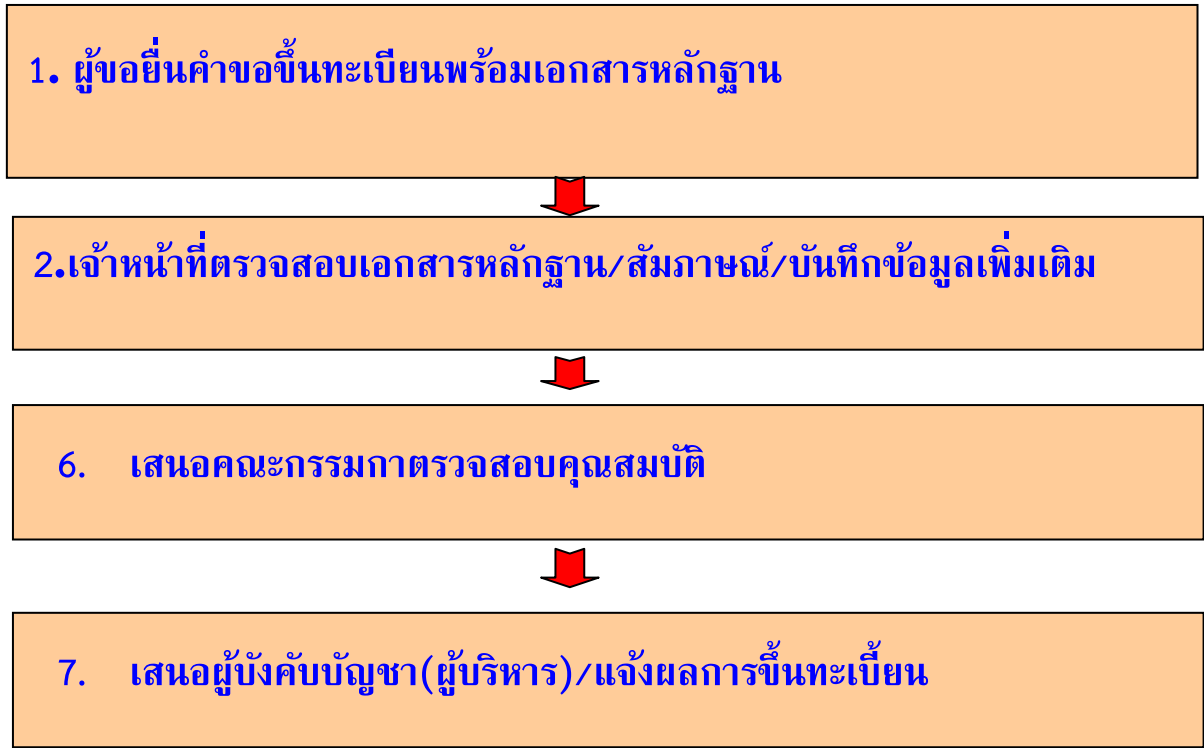 1. ผู้ขอยื่นคำขอขึ้นทะเบียนพร้อมเอกสารหลักฐาน
2.เจ้าหน้าที่ตรวจสอบเอกสารหลักฐาน/สัมภาษณ์/บันทึกข้อมูลเพิ่มเติม
6. เสนอคณะกรรมกาตรวจสอบคุณสมบัติ
7. เสนอผู้บังคับบัญชา(ผู้บริหาร)/แจ้งผลการขึ้นทะเบี้ยน